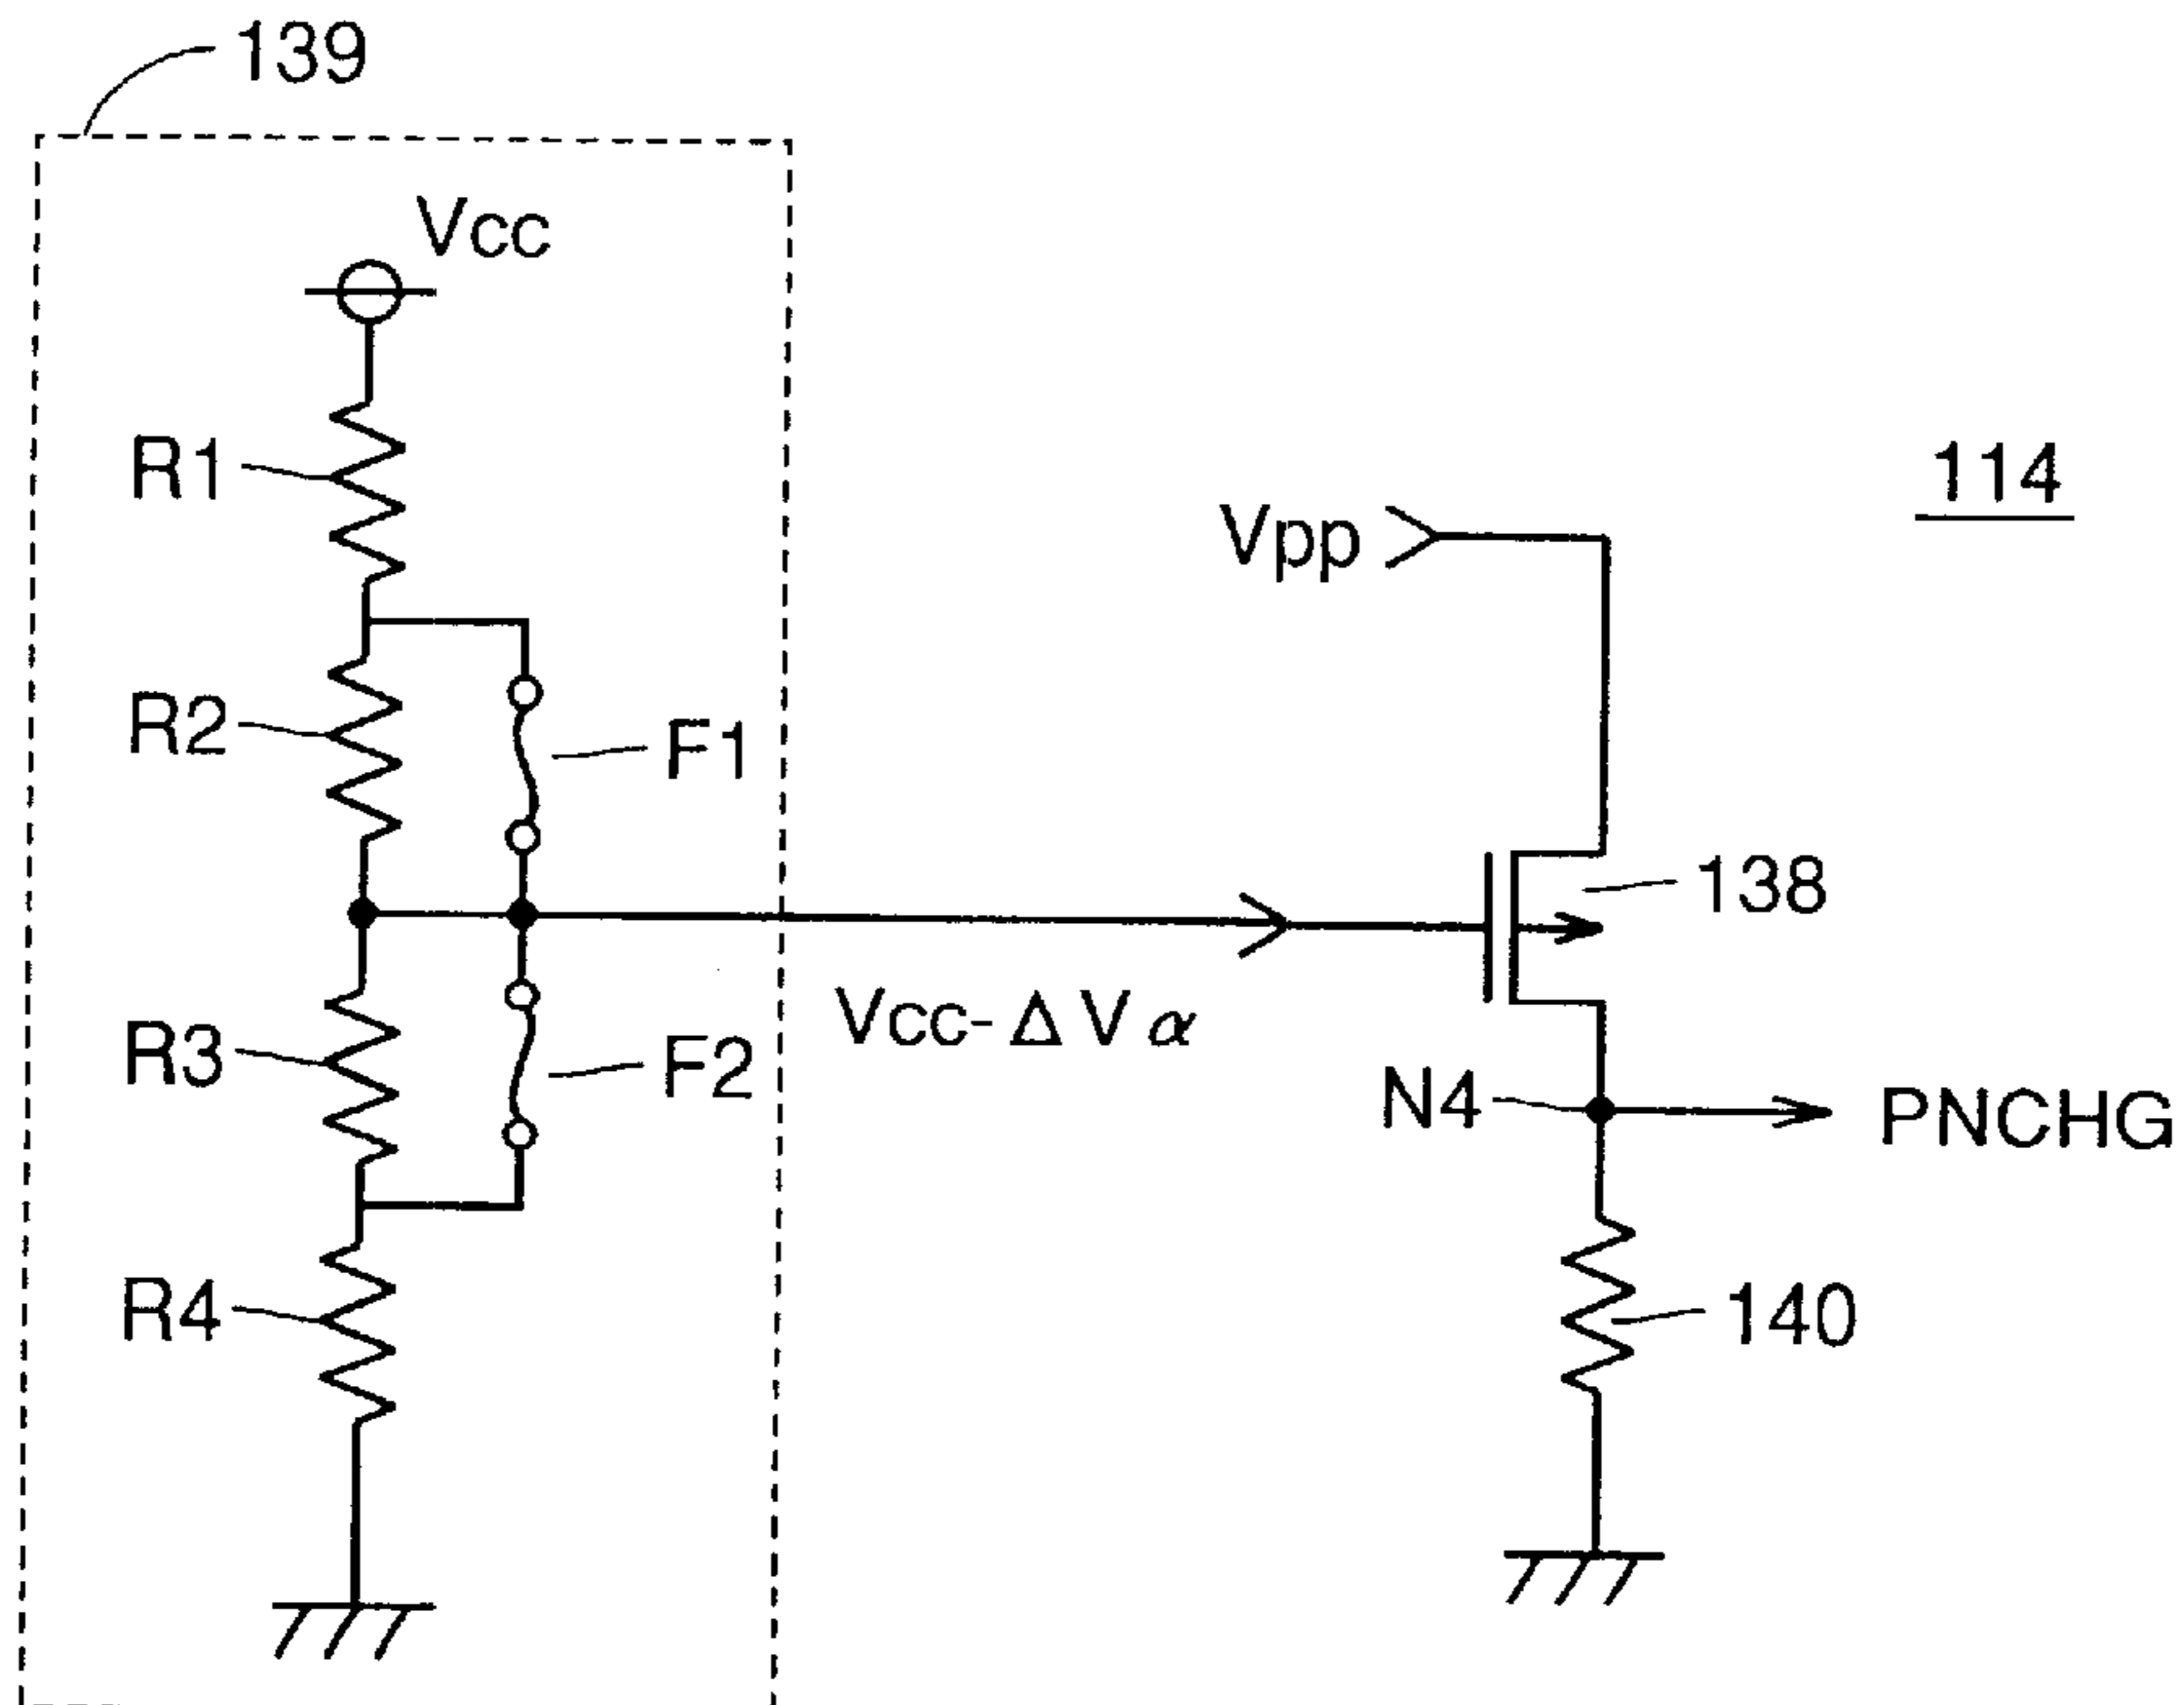 139
Vcc
R1
114
Vpp
R2
F1
138
Vcc-ΔVα
R3
F2
N4
PNCHG
R4
140